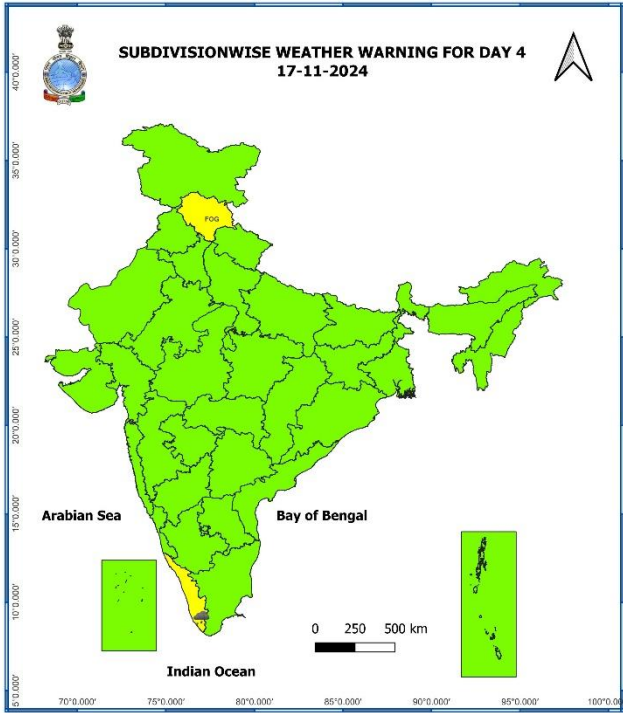 SUBDIVISIONWISE WEATHER WARNING FOR DAY 4
17-11-2024
40°0.000'
35°0.000'
FOG
30°0.000'
25°0.000'
20°0.000'
15°0.000'
Arabian Sea
Bay of Bengal
10°0.000'
0 250 500 km
Indian Ocean
5°0.000'
70°0.000' 75°0.000' 80°0.000' 85°0.000' 90°0.000' 95°0.000' 100°0.000'